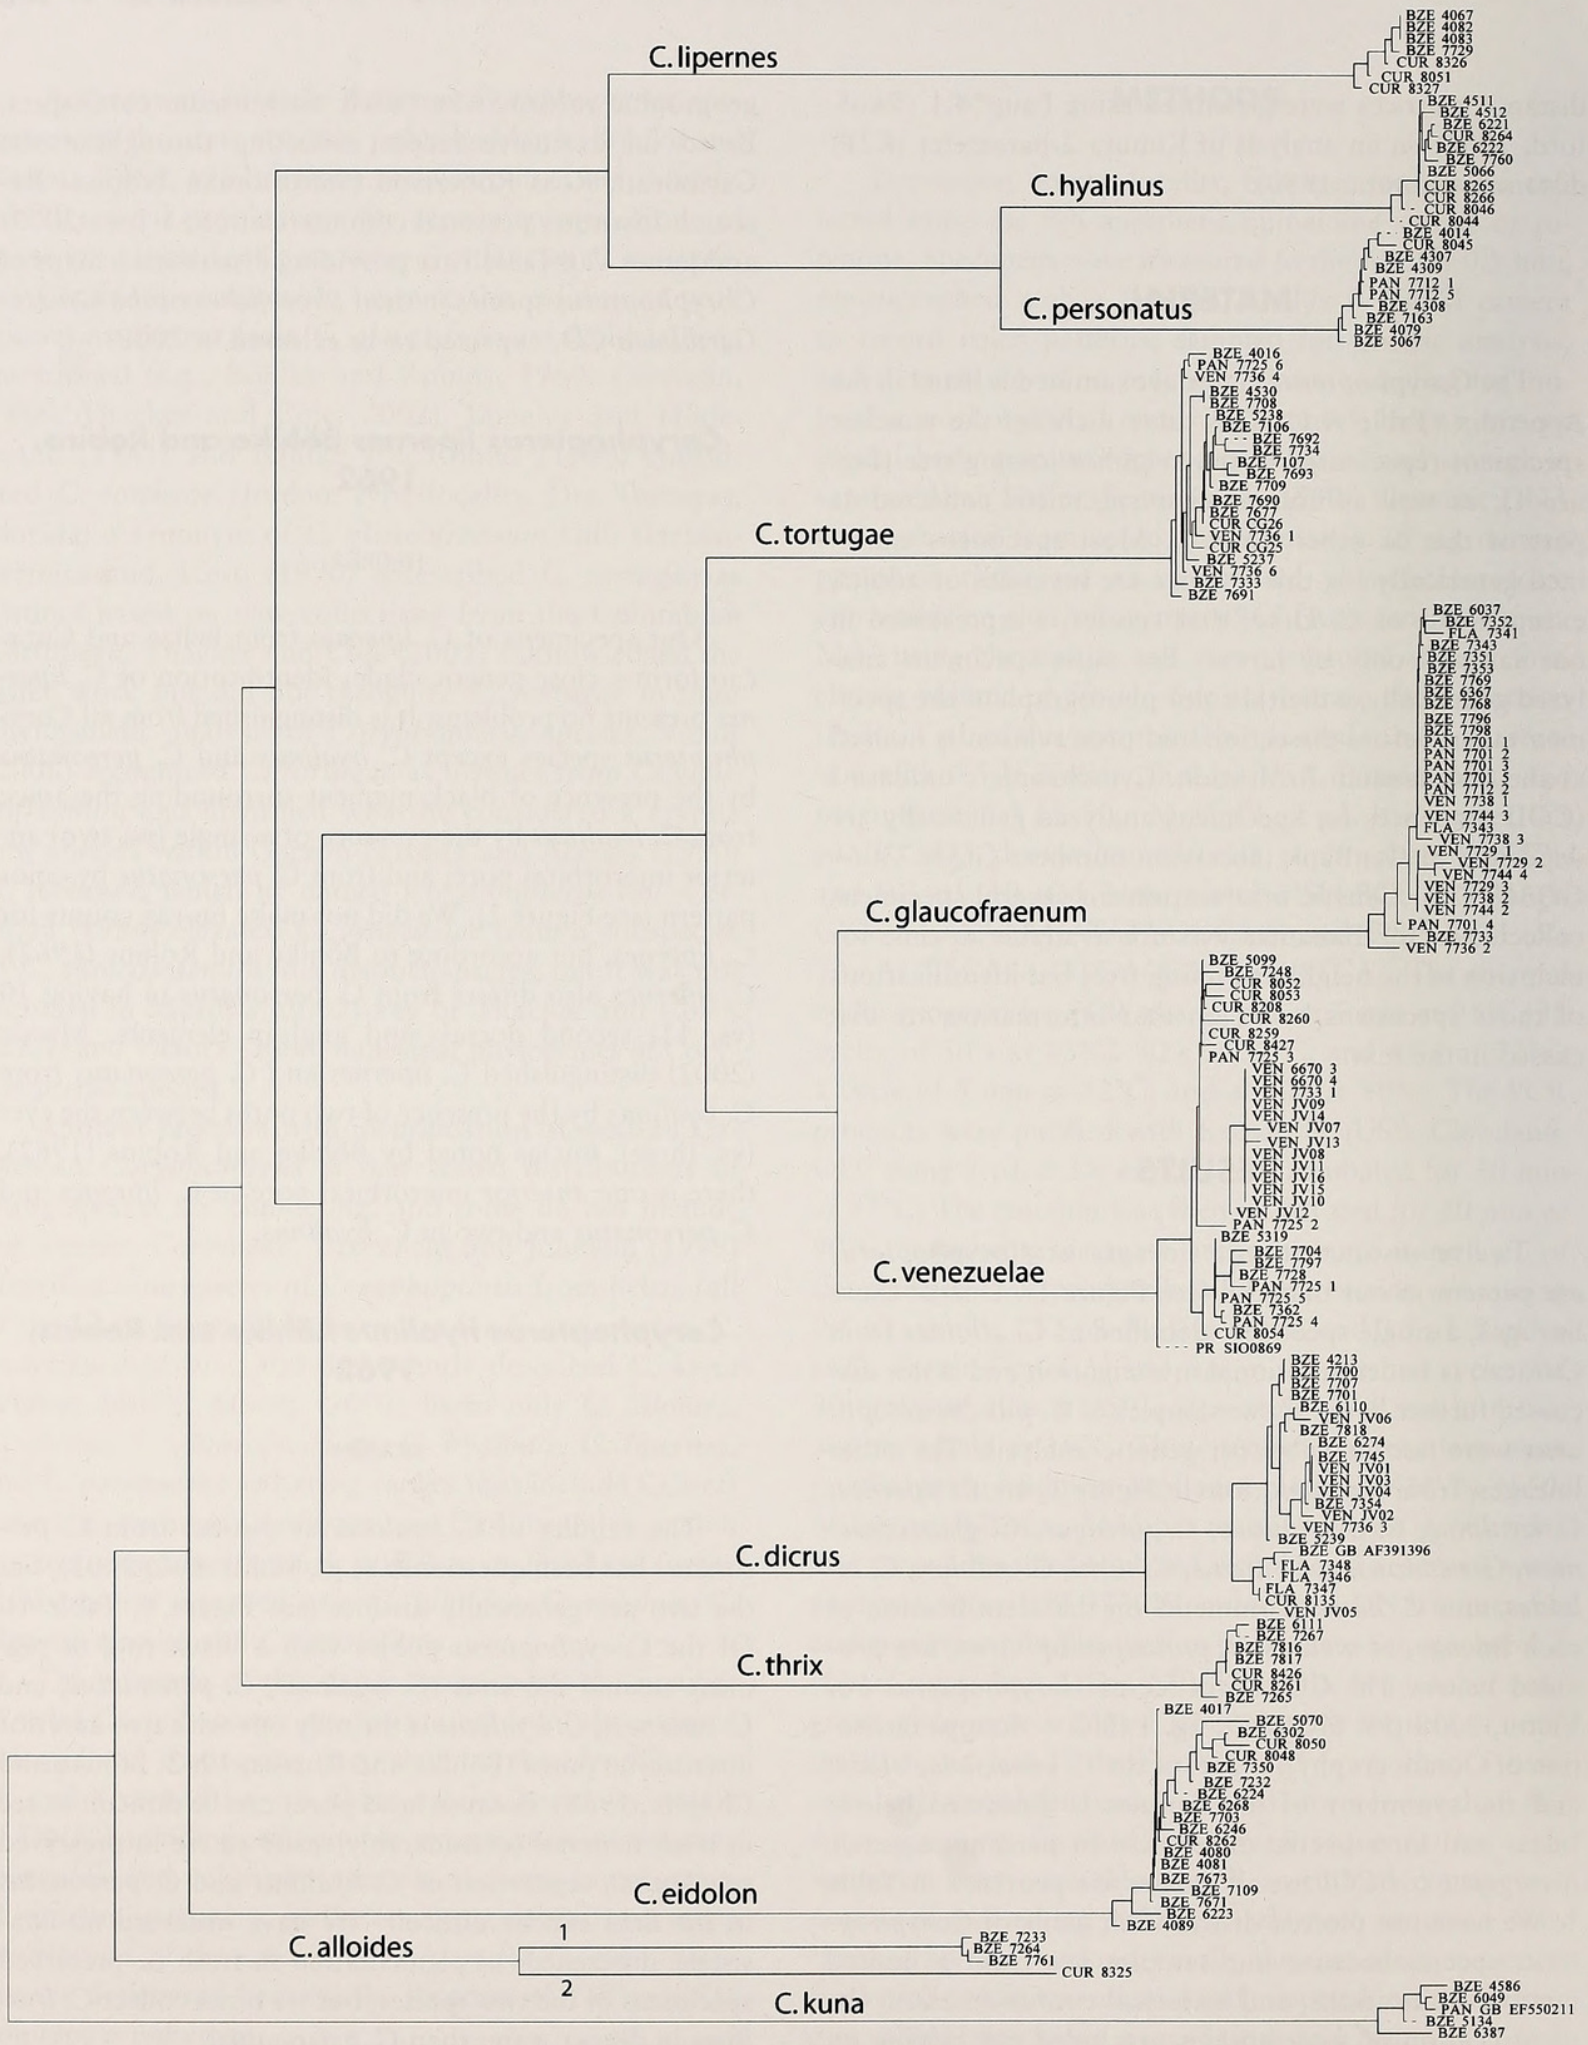 C. lipernes
BZE 4067
BZE 4082
BZE 4083
BZE 7729
CUR 8326
CUR 8051
CUR 8327
C. hyalinus
BZE 4511
BZE 4512
BZE 6221
CUR 8264
BZE 6222
BZE 7760
BZE 5066
CUR 8265
CUR 8266
CUR 8046
CUR 8044
C. personatus
BZE 4014
CUR 8045
BZE 4307
BZE 4309
PAN 7712 1
PAN 7712 5
BZE 4308
BZE 7163
BZE 4079
BZE 5067
C. tortugae
BZE 4016
PAN 7725 6
VEN 7736 4
BZE 4530
BZE 7708
BZE 5238
BZE 7106
BZE 7692
BZE 7734
BZE 7107
BZE 7693
BZE 7709
BZE 7690
BZE 7677
CUR CG26
VEN 7736 1
CUR CG25
BZE 5237
VEN 7736 6
BZE 7333
BZE 7691
C. glaucofraenum
BZE 6037
BZE 7352
FLA 7341
BZE 7343
BZE 7351
BZE 7353
BZE 7769
BZE 6367
BZE 7768
BZE 7796
BZE 7798
PAN 7701 1
PAN 7701 2
PAN 7701 3
PAN 7701 5
PAN 7712 2
VEN 7738 1
VEN 7744 3
FLA 7343
VEN 7738 3
VEN 7729 1
VEN 7729 2
VEN 7744 4
VEN 7729 3
VEN 7738 2
VEN 7744 2
PAN 7701 4
BZE 7733
VEN 7736 2
C. venezuelae
BZE 5099
BZE 7248
CUR 8052
CUR 8053
CUR 8208
CUR 8260
CUR 8259
CUR 8427
PAN 7725 3
VEN 6670 3
VEN 6670 4
VEN 7733 1
VEN JV09
VEN JV14
VEN JV07
VEN JV13
VEN JV08
VEN JV11
VEN JV16
VEN JV15
VEN JV10
VEN JV12
PAN 7725 2
BZE 5319
BZE 7704
BZE 7797
BZE 7728
PAN 7725 1
PAN 7725 5
BZE 7362
PAN 7725 4
CUR 8054
PR SIO0869
C. dicrus
BZE 4213
BZE 7700
BZE 7707
BZE 7701
BZE 6110
VEN JV06
BZE 7818
BZE 6274
BZE 7745
VEN JV01
VEN JV03
VEN JV04
BZE 7354
VEN JV02
VEN 7736 3
BZE 5239
BZE GB AF391396
FLA 7348
FLA 7346
FLA 7347
CUR 8135
VEN JV05
C. thrix
BZE 6111
BZE 7267
BZE 7816
BZE 7817
CUR 8426
CUR 8261
BZE 7265
C. eidolon
BZE 4017
BZE 5070
BZE 6302
CUR 8050
CUR 8048
BZE 7350
BZE 7232
BZE 6224
BZE 6268
BZE 7703
BZE 6246
CUR 8262
BZE 4080
BZE 4081
BZE 7673
BZE 7109
BZE 7671
BZE 6223
BZE 4089
C. alloides
1
BZE 7233
BZE 7264
BZE 7761
2
CUR 8325
C. kuna
BZE 4586
BZE 6049
PAN GB EF550211
BZE 5134
BZE 6387